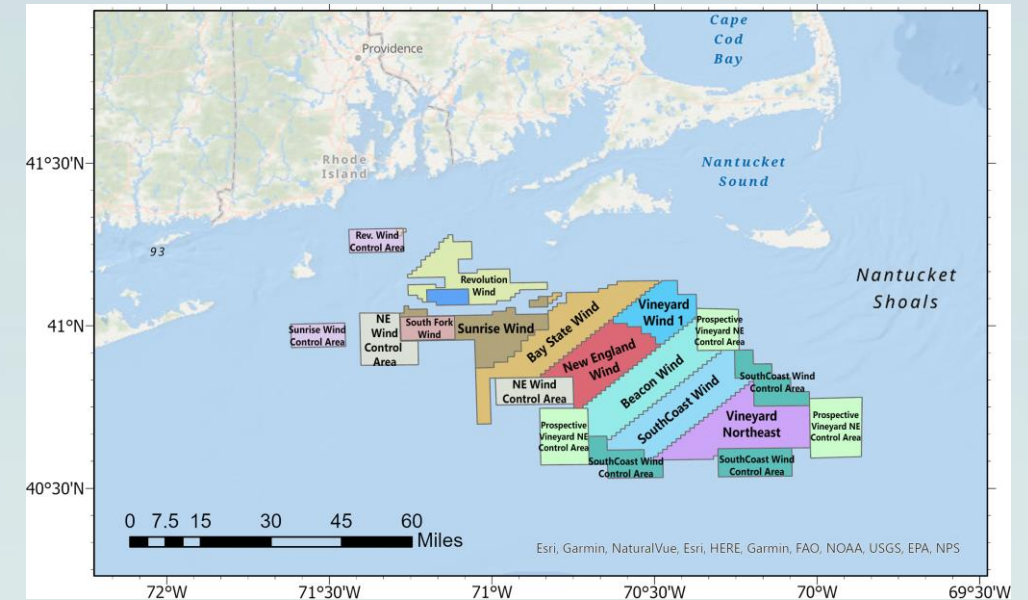 Cape
Cod
Bay
Providence
41°30'N
Rhode
Island
Nantucket
Sound
Rev. Wind
Control Area
93
Nantucket
Shoals
Revolution
Wind
Vineyard
Wind 1
41°N
Sunrise Wind
Control Area
NE
Wind
Control
Area
South Fork
Wind
Sunrise Wind
Bay State Wind
Prospective
Vineyard NE
Control Area
New England
Wind
Beacon Wind
SouthCoast Wind
Control Area
NE Wind
Control Area
SouthCoast Wind
Vineyard
Northeast
Prospective
Vineyard NE
Control Area
Prospective
Vineyard NE
Control Area
SouthCoast Wind
Control Area
SouthCoast Wind
Control Area
40°30'N
0 7.5 15 30 45 60
Miles
Esri, Garmin, NaturalVue, Esri, HERE, Garmin, FAO, NOAA, USGS, EPA, NPS
72°W 71°30'W 71°W 70°30'W 70°W 69°30'W